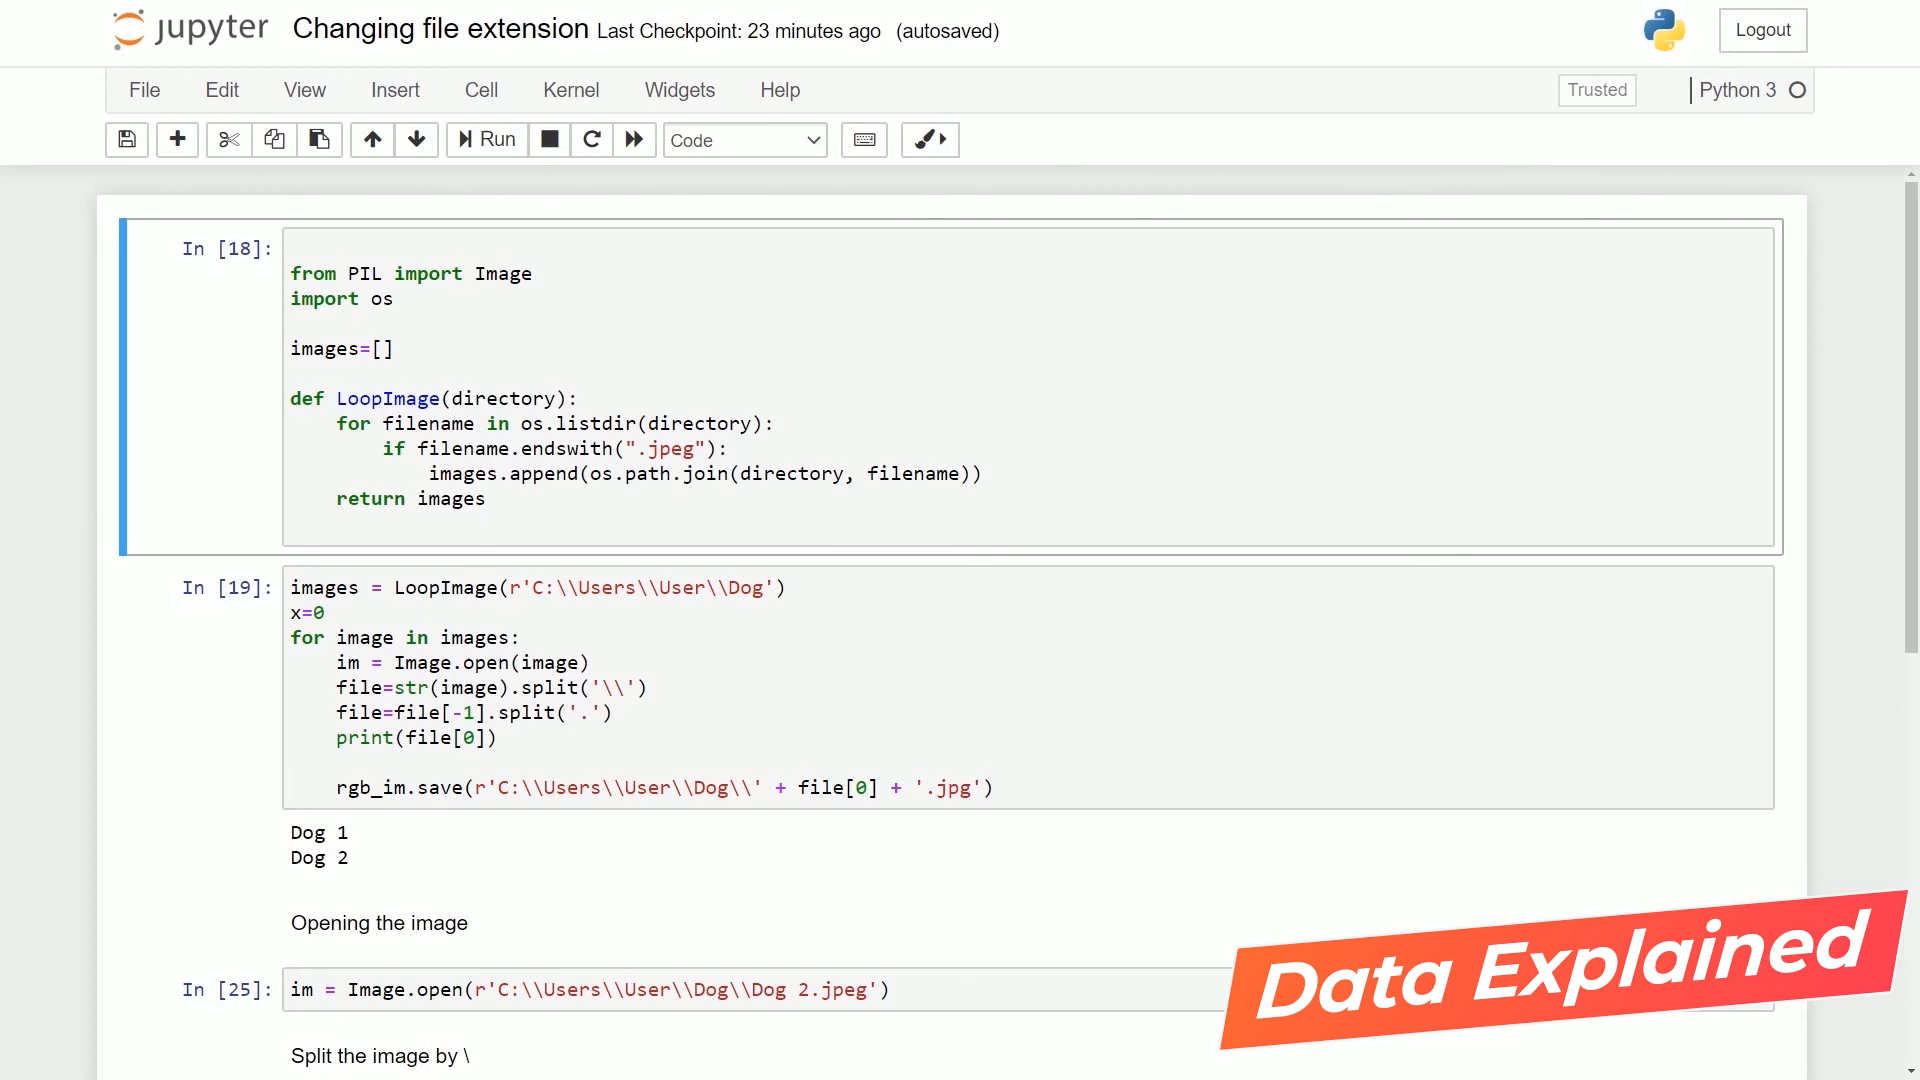 jupyter Changing file extension Last Checkpoint: 23 minutes ago (autosaved) Logout
File Edit View Insert Cell Kernel Widgets Help Trusted Python 3
Run Code
In [18]:
from PIL import Image
import os
images=[]
def LoopImage(directory):
    for filename in os.listdir(directory):
        if filename.endswith(".jpeg"):
            images.append(os.path.join(directory, filename))
    return images
In [19]: images = LoopImage(r'C:\\Users\\User\\Dog')
x=0
for image in images:
    im = Image.open(image)
    file=str(image).split('\\')
    file=file[-1].split('.')
    print(file[0])
    rgb_im.save(r'C:\\Users\\User\\Dog\\' + file[0] + '.jpg')
Dog 1
Dog 2
Opening the image
In [25]: im = Image.open(r'C:\\Users\\User\\Dog\\Dog 2.jpeg')
Data Explained
Split the image by \